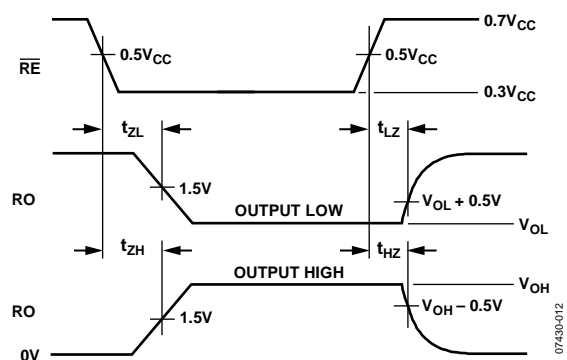 0.7VCC
RE
0.5VCC
0.5VCC
0.3VCC
tZL
tLZ
RO
1.5V
OUTPUT LOW
VOL + 0.5V
VOL
tZH
tHZ
OUTPUT HIGH
VOH
RO
1.5V
VOH – 0.5V
0V
07430-012